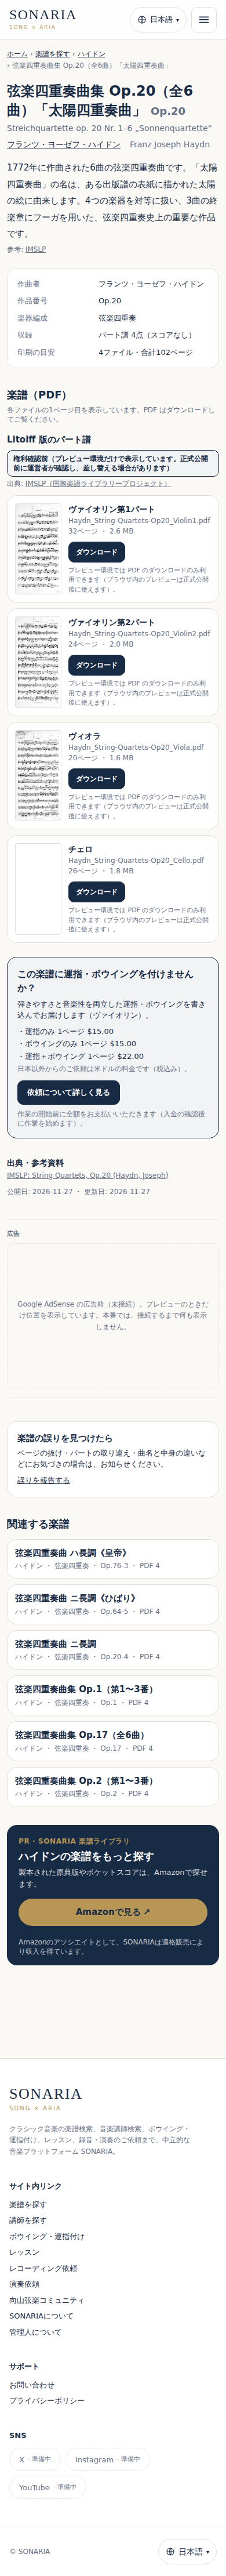 SONARIA
SONG ✦ ARIA
日本語 ▾
ホーム › 楽譜を探す › ハイドン
› 弦楽四重奏曲集 Op.20（全6曲）「太陽四重奏曲」
弦楽四重奏曲集 Op.20（全6
曲）「太陽四重奏曲」 Op.20
Streichquartette op. 20 Nr. 1–6 „Sonnenquartette“
フランツ・ヨーゼフ・ハイドン Franz Joseph Haydn
1772年に作曲された6曲の弦楽四重奏曲です。「太陽
四重奏曲」の名は、ある出版譜の表紙に描かれた太陽
の絵に由来します。4つの楽器を対等に扱い、3曲の終
楽章にフーガを用いた、弦楽四重奏史上の重要な作品
です。
参考: IMSLP
作曲者 フランツ・ヨーゼフ・ハイドン
作品番号 Op.20
楽器編成 弦楽四重奏
収録 パート譜 4点（スコアなし）
印刷の目安 4ファイル・合計102ページ
楽譜（PDF）
各ファイルの1ページ目を表示しています。PDF はダウンロードし
てご覧ください。
Litolff 版のパート譜
権利確認前（プレビュー環境だけで表示しています。正式公開
前に運営者が確認し、差し替える場合があります）
出典: IMSLP（国際楽譜ライブラリープロジェクト）
ヴァイオリン第1パート
Haydn_String-Quartets-Op20_Violin1.pdf
32ページ ・ 2.6 MB
ダウンロード
プレビュー環境では PDF のダウンロードのみ利
用できます（ブラウザ内のプレビューは正式公開
後に使えます）。
ヴァイオリン第2パート
Haydn_String-Quartets-Op20_Violin2.pdf
24ページ ・ 2.0 MB
ダウンロード
プレビュー環境では PDF のダウンロードのみ利
用できます（ブラウザ内のプレビューは正式公開
後に使えます）。
ヴィオラ
Haydn_String-Quartets-Op20_Viola.pdf
20ページ ・ 1.6 MB
ダウンロード
プレビュー環境では PDF のダウンロードのみ利
用できます（ブラウザ内のプレビューは正式公開
後に使えます）。
チェロ
Haydn_String-Quartets-Op20_Cello.pdf
26ページ ・ 1.8 MB
ダウンロード
プレビュー環境では PDF のダウンロードのみ利
用できます（ブラウザ内のプレビューは正式公開
後に使えます）。
この楽譜に運指・ボウイングを付けません
か？
弾きやすさと音楽性を両立した運指・ボウイングを書き
込んでお届けします（ヴァイオリン）。
・運指のみ 1ページ $15.00
・ボウイングのみ 1ページ $15.00
・運指＋ボウイング 1ページ $22.00
日本以外からのご依頼は米ドルの料金です（税込み）。
依頼について詳しく見る
作業の開始前に全額をお支払いいただきます（入金の確認後
に作業を始めます）。
出典・参考資料
IMSLP: String Quartets, Op.20 (Haydn, Joseph)
公開日: 2026-11-27 ・ 更新日: 2026-11-27
広告
Google AdSense の広告枠（未接続）。プレビューのときだ
け位置を表示しています。本番では、接続するまで何も表示
しません。
楽譜の誤りを見つけたら
ページの抜け・パートの取り違え・曲名と中身の違いな
どにお気づきの場合は、お知らせください。
誤りを報告する
関連する楽譜
弦楽四重奏曲 ハ長調《皇帝》
ハイドン ・ 弦楽四重奏 ・ Op.76-3 ・ PDF 4
弦楽四重奏曲 ニ長調《ひばり》
ハイドン ・ 弦楽四重奏 ・ Op.64-5 ・ PDF 4
弦楽四重奏曲 ニ長調
ハイドン ・ 弦楽四重奏 ・ Op.20-4 ・ PDF 4
弦楽四重奏曲集 Op.1（第1〜3番）
ハイドン ・ 弦楽四重奏 ・ Op.1 ・ PDF 4
弦楽四重奏曲集 Op.17（全6曲）
ハイドン ・ 弦楽四重奏 ・ Op.17 ・ PDF 4
弦楽四重奏曲集 Op.2（第1〜3番）
ハイドン ・ 弦楽四重奏 ・ Op.2 ・ PDF 4
PR · SONARIA 楽譜ライブラリ
ハイドンの楽譜をもっと探す
製本された原典版やポケットスコアは、Amazonで探せ
ます。
Amazonで見る ↗
Amazonのアソシエイトとして、SONARIAは適格販売によ
り収入を得ています。
SONARIA
SONG ✦ ARIA
クラシック音楽の楽譜検索、音楽講師検索、ボウイング・
運指付け、レッスン、録音・演奏のご依頼まで。中立的な
音楽プラットフォーム SONARIA。
サイト内リンク
楽譜を探す
講師を探す
ボウイング・運指付け
レッスン
レコーディング依頼
演奏依頼
向山弦楽コミュニティ
SONARIAについて
管理人について
サポート
お問い合わせ
プライバシーポリシー
SNS
X · 準備中
Instagram · 準備中
YouTube · 準備中
© SONARIA
日本語 ▾